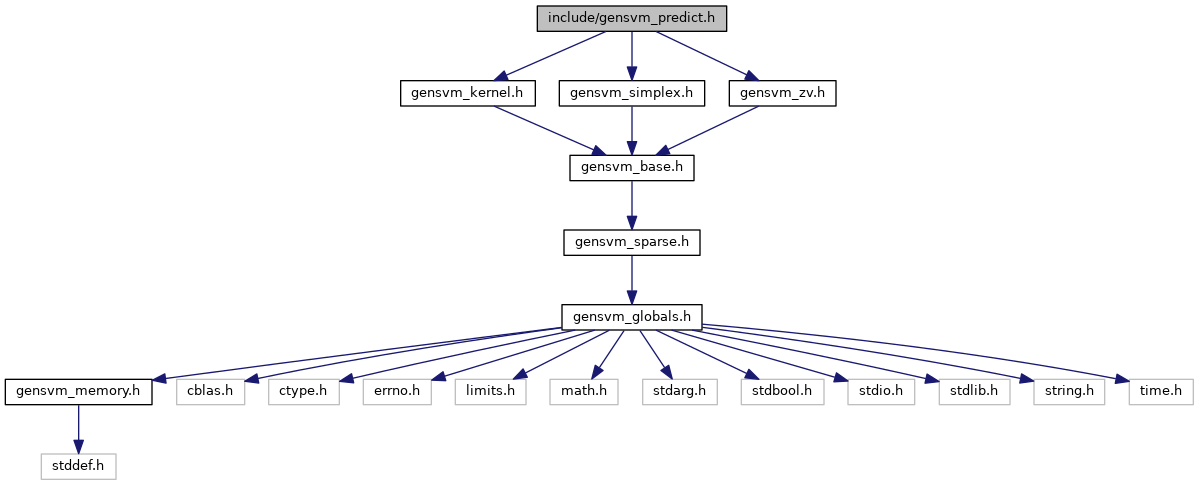 include/gensvm_predict.h
gensvm_kernel.h
gensvm_simplex.h
gensvm_zv.h
gensvm_base.h
gensvm_sparse.h
gensvm_globals.h
gensvm_memory.h
cblas.h
ctype.h
errno.h
limits.h
math.h
stdarg.h
stdbool.h
stdio.h
stdlib.h
string.h
time.h
stddef.h